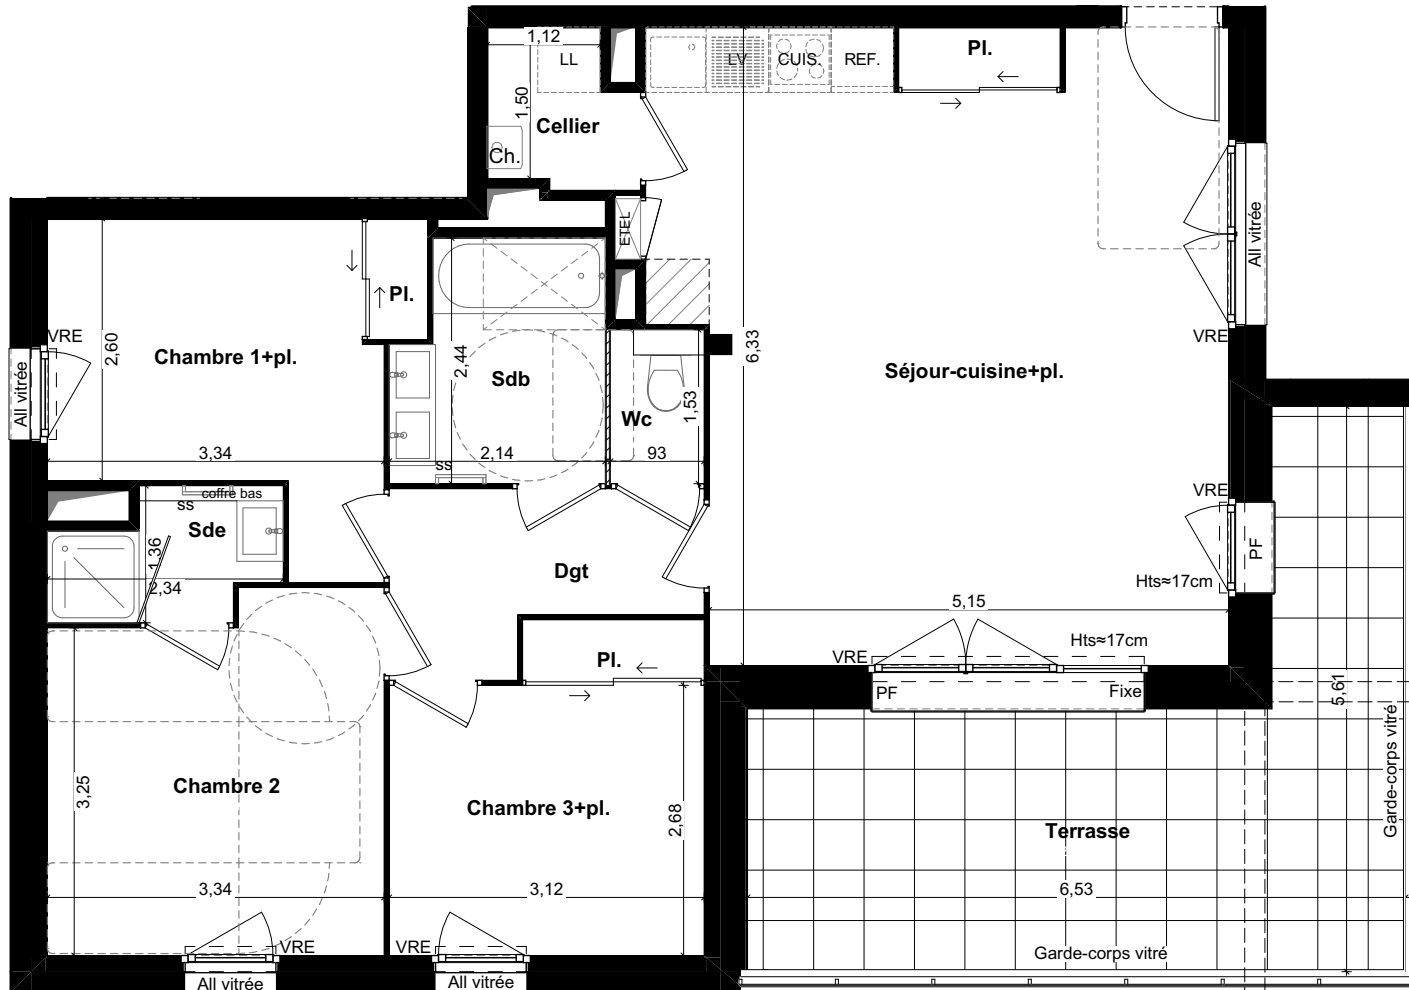 1,12
LL
LV
CUIS.
REF.
Pl.
1,50
Cellier
Ch.
ETEL
All vitrée
VRE
Pl.
VRE
2,60
Chambre 1+pl.
All vitrée
2,44
Sdb
6,33
Séjour-cuisine+pl.
Wc
1,53
3,34
2,14
93
ss
coffre bas
ss
Sde
1,36
2,34
Dgt
VRE
PF
Hts≈17cm
5,15
Hts≈17cm
VRE
PF
Fixe
Pl.
5,61
Garde-corps vitré
Chambre 2
3,25
Chambre 3+pl.
2,68
Terrasse
3,34
3,12
6,53
VRE
VRE
Garde-corps vitré
All vitrée
All vitrée